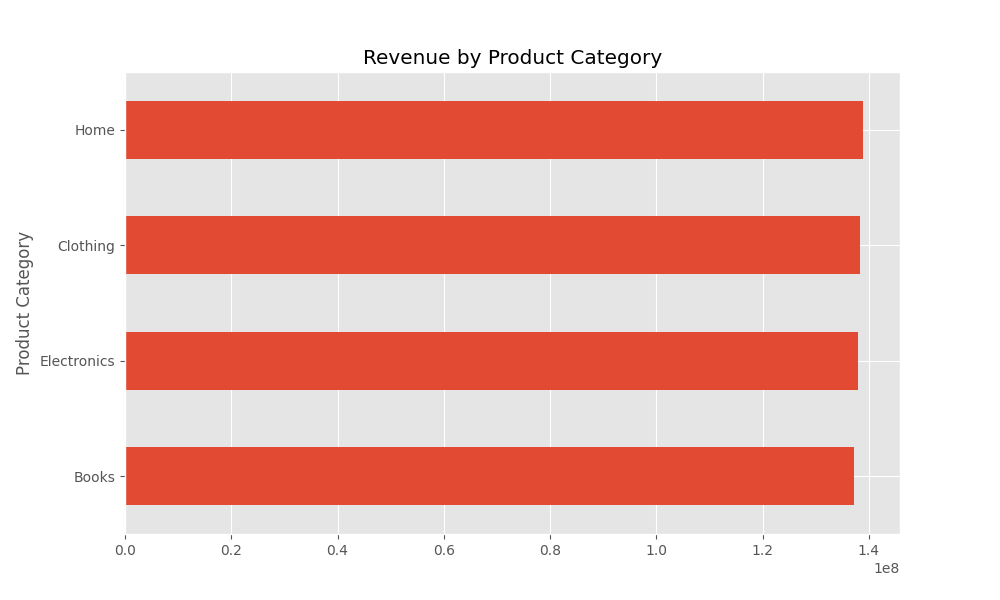 Revenue by Product Category
Product Category
Home
Clothing
Electronics
Books
0.0 0.2 0.4 0.6 0.8 1.0 1.2 1.4
1e8